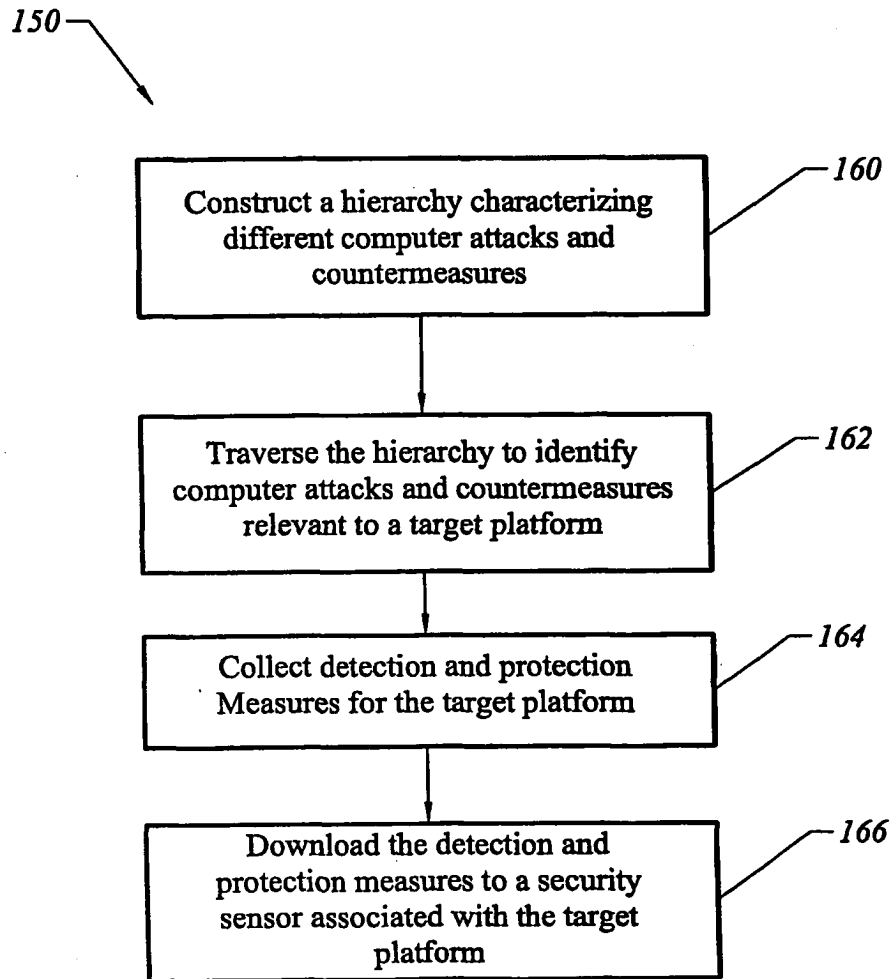 150
160
Construct a hierarchy characterizing
different computer attacks and
countermeasures
162
Traverse the hierarchy to identify
computer attacks and countermeasures
relevant to a target platform
164
Collect detection and protection
Measures for the target platform
166
Download the detection and
protection measures to a security
sensor associated with the target
platform